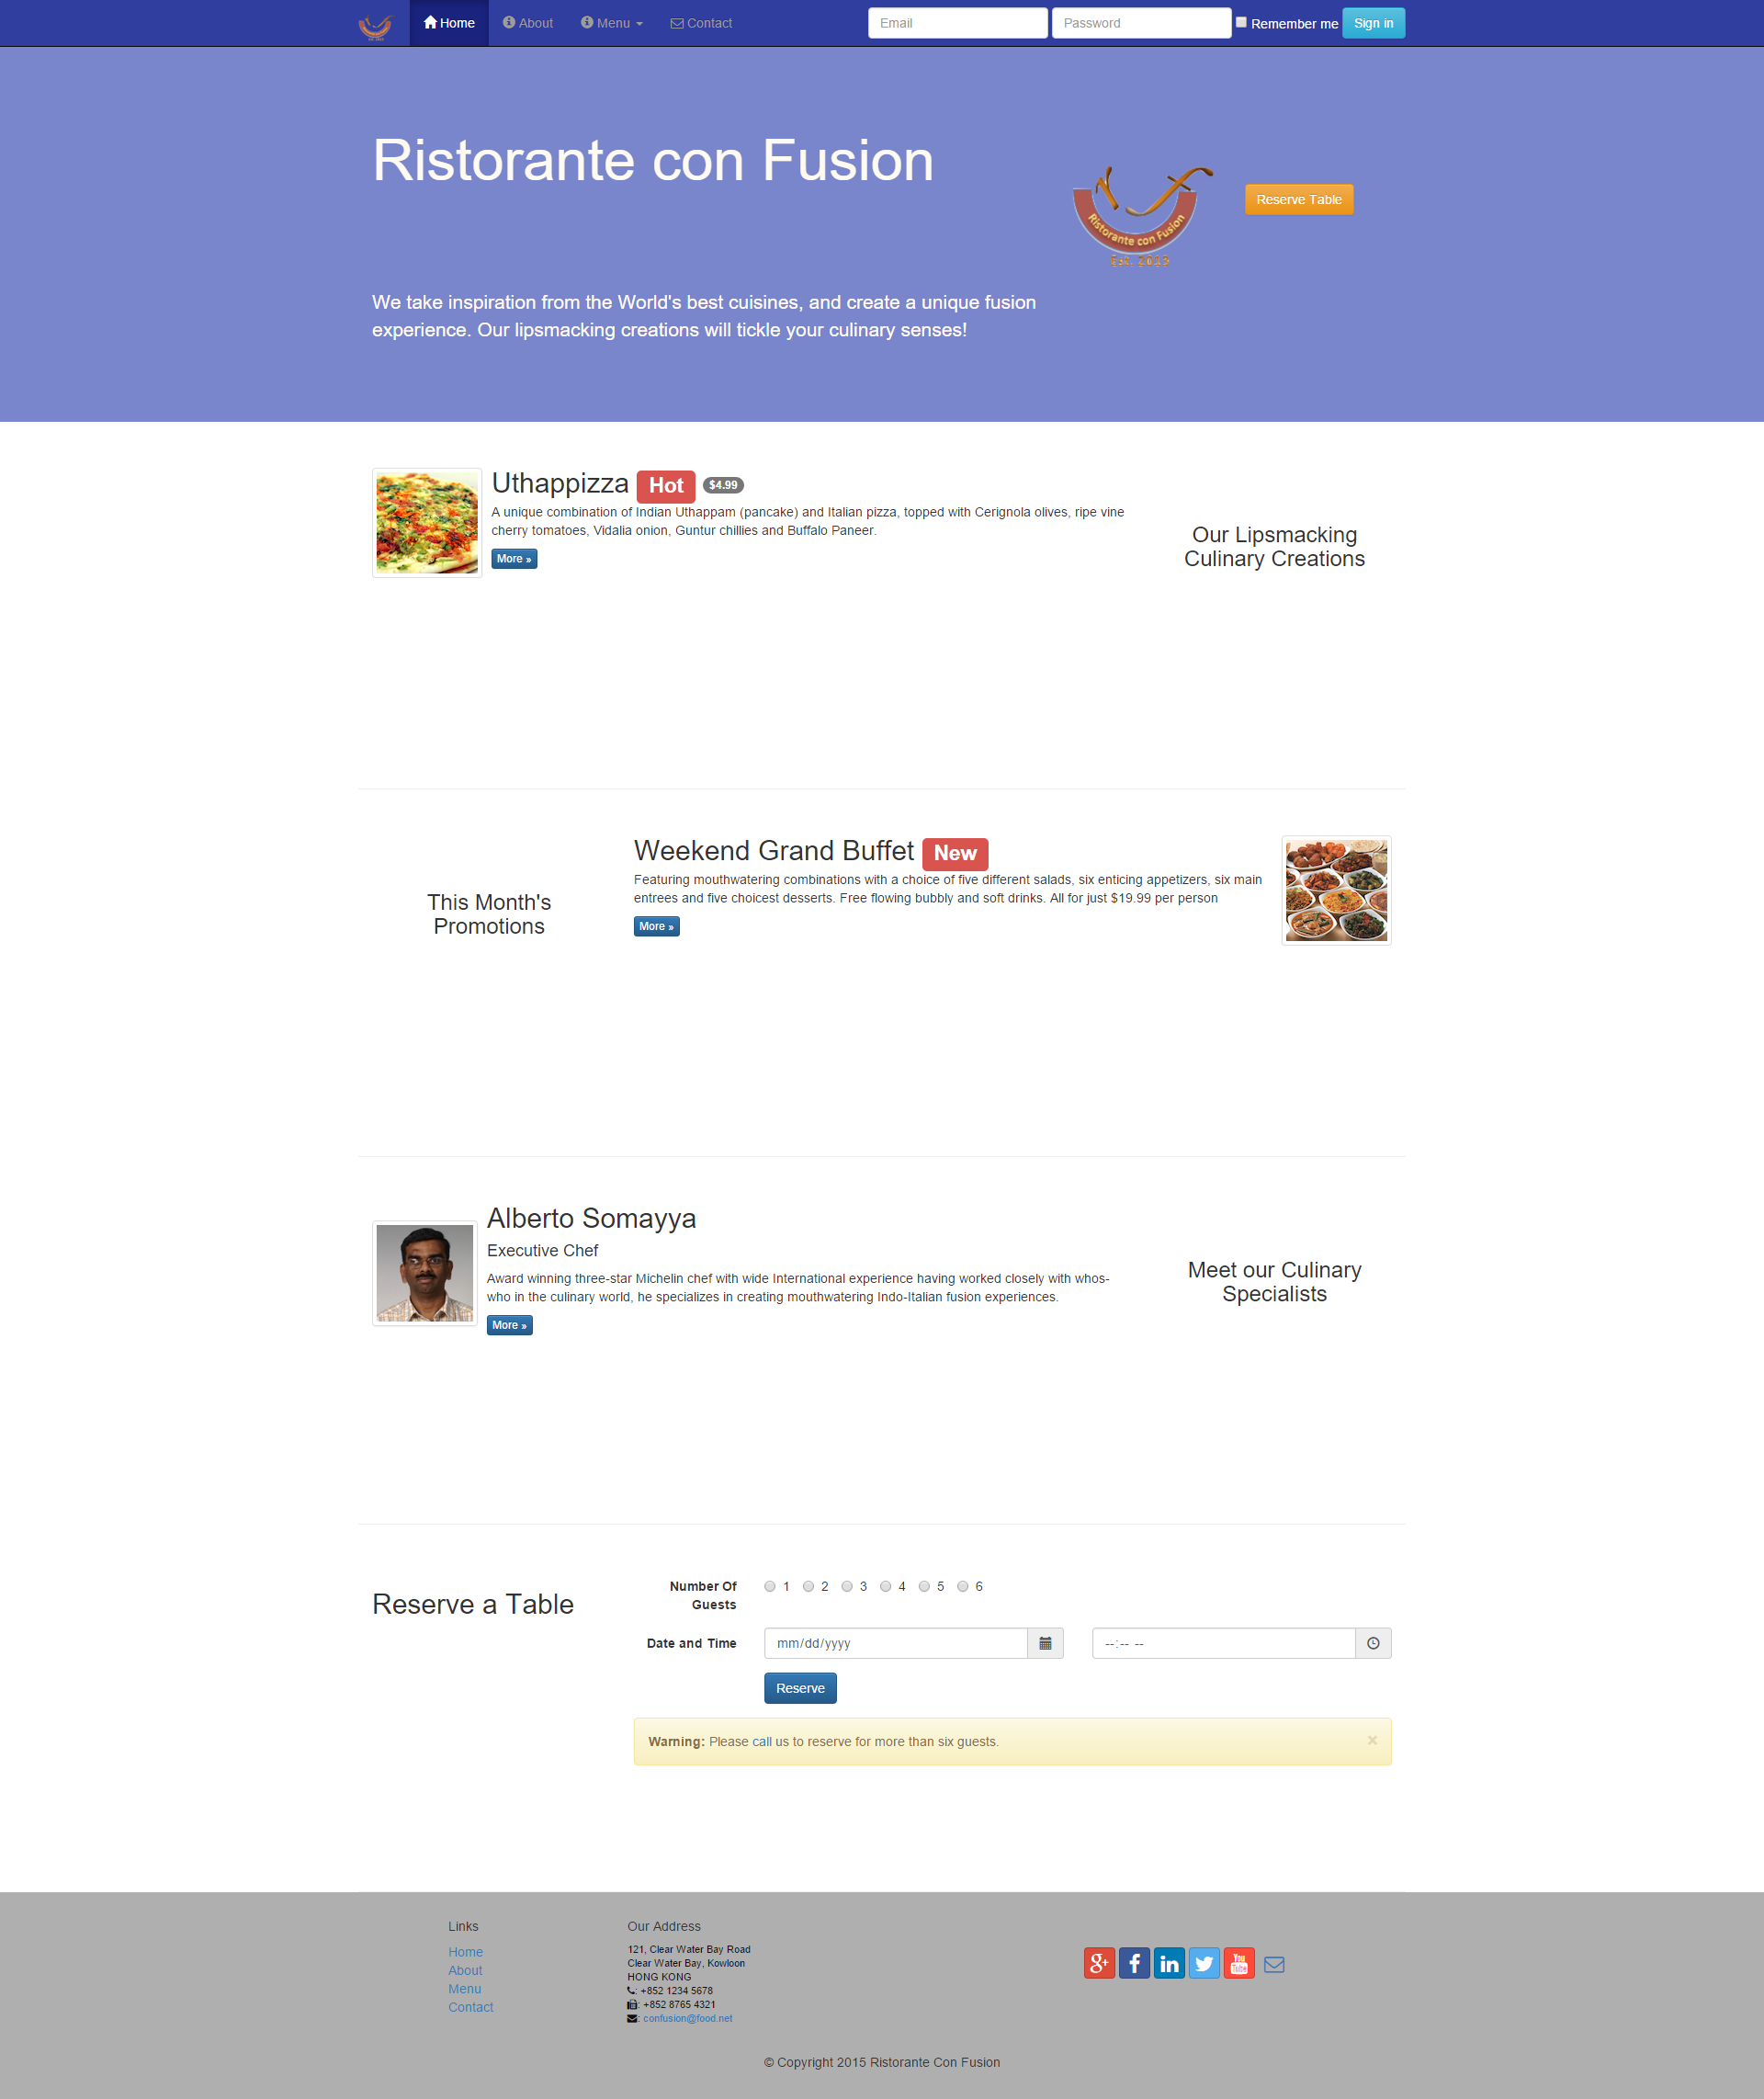 Home About Menu Contact Email Password Remember me Sign in
Ristorante con Fusion
Ristorante con Fusion
Est. 2013
Reserve Table
We take inspiration from the World's best cuisines, and create a unique fusion
experience. Our lipsmacking creations will tickle your culinary senses!
Uthappizza Hot $4.99
A unique combination of Indian Uthappam (pancake) and Italian pizza, topped with Cerignola olives, ripe vine
cherry tomatoes, Vidalia onion, Guntur chillies and Buffalo Paneer.
More »
Our Lipsmacking
Culinary Creations
This Month's
Promotions
Weekend Grand Buffet New
Featuring mouthwatering combinations with a choice of five different salads, six enticing appetizers, six main
entrees and five choicest desserts. Free flowing bubbly and soft drinks. All for just $19.99 per person
More »
Alberto Somayya
Executive Chef
Award winning three-star Michelin chef with wide International experience having worked closely with whos-
who in the culinary world, he specializes in creating mouthwatering Indo-Italian fusion experiences.
More »
Meet our Culinary
Specialists
Reserve a Table
Number Of
Guests
1 2 3 4 5 6
Date and Time mm/dd/yyyy --:-- --
Reserve
Warning: Please call us to reserve for more than six guests. ×
Links
Home
About
Menu
Contact
Our Address
121, Clear Water Bay Road
Clear Water Bay, Kowloon
HONG KONG
: +852 1234 5678
: +852 8765 4321
: confusion@food.net
g+ f in You Tube
© Copyright 2015 Ristorante Con Fusion